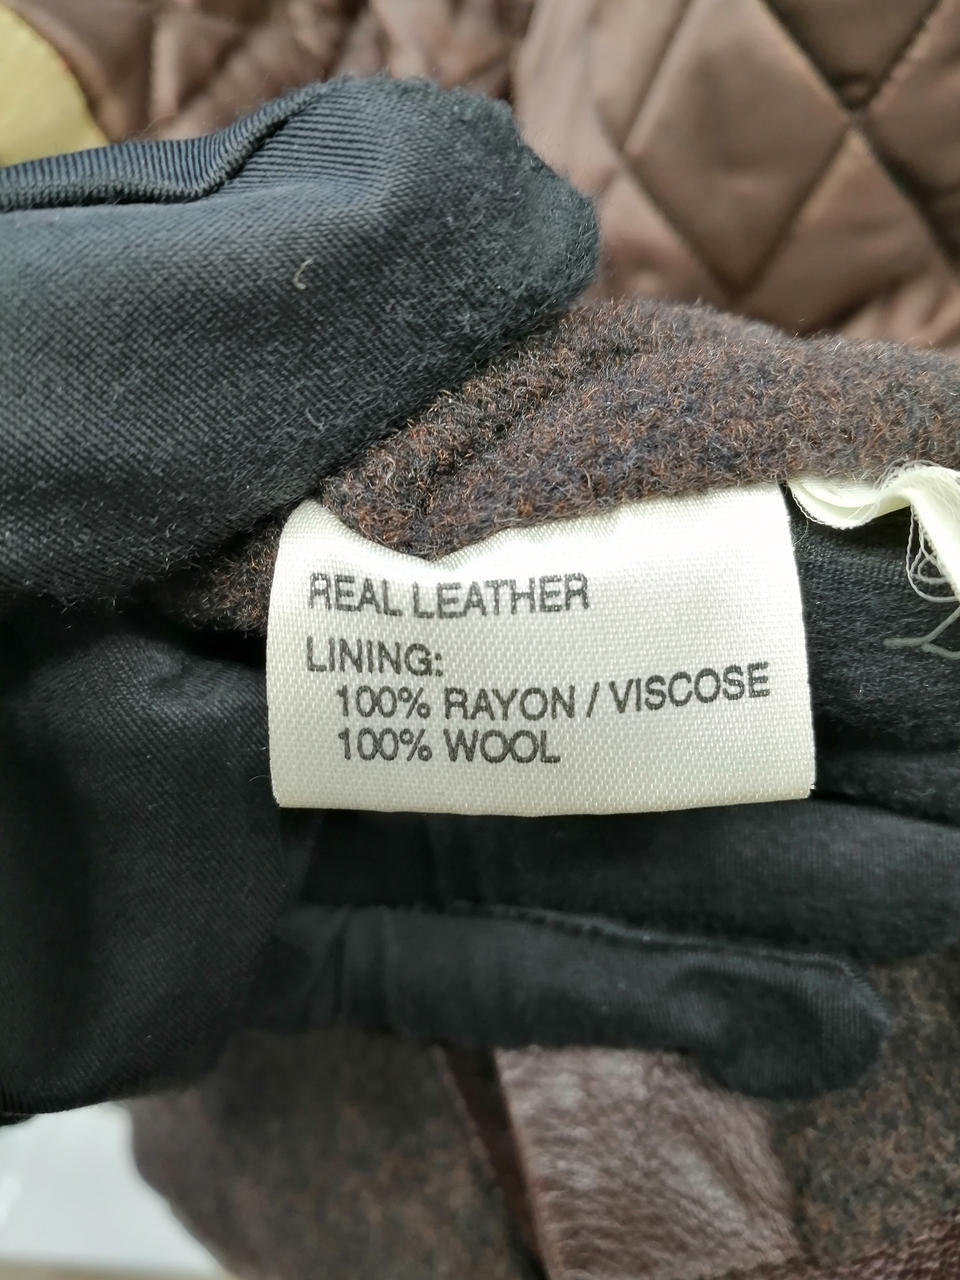 REAL LEATHER
LINING:
100% RAYON / VISCOSE
100% WOOL